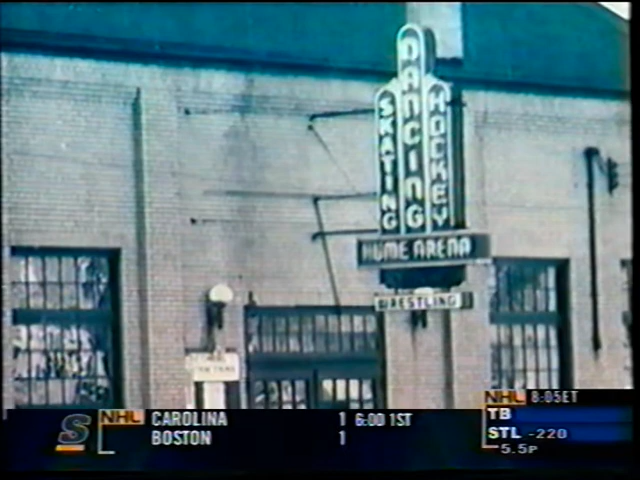 DANCING
SKATING
HOCKEY
HUME ARENA
WRESTLING
NHL 8:05ET
S NHL CAROLINA 1 6:00 1ST
BOSTON 1
TB
STL -220
5.5P